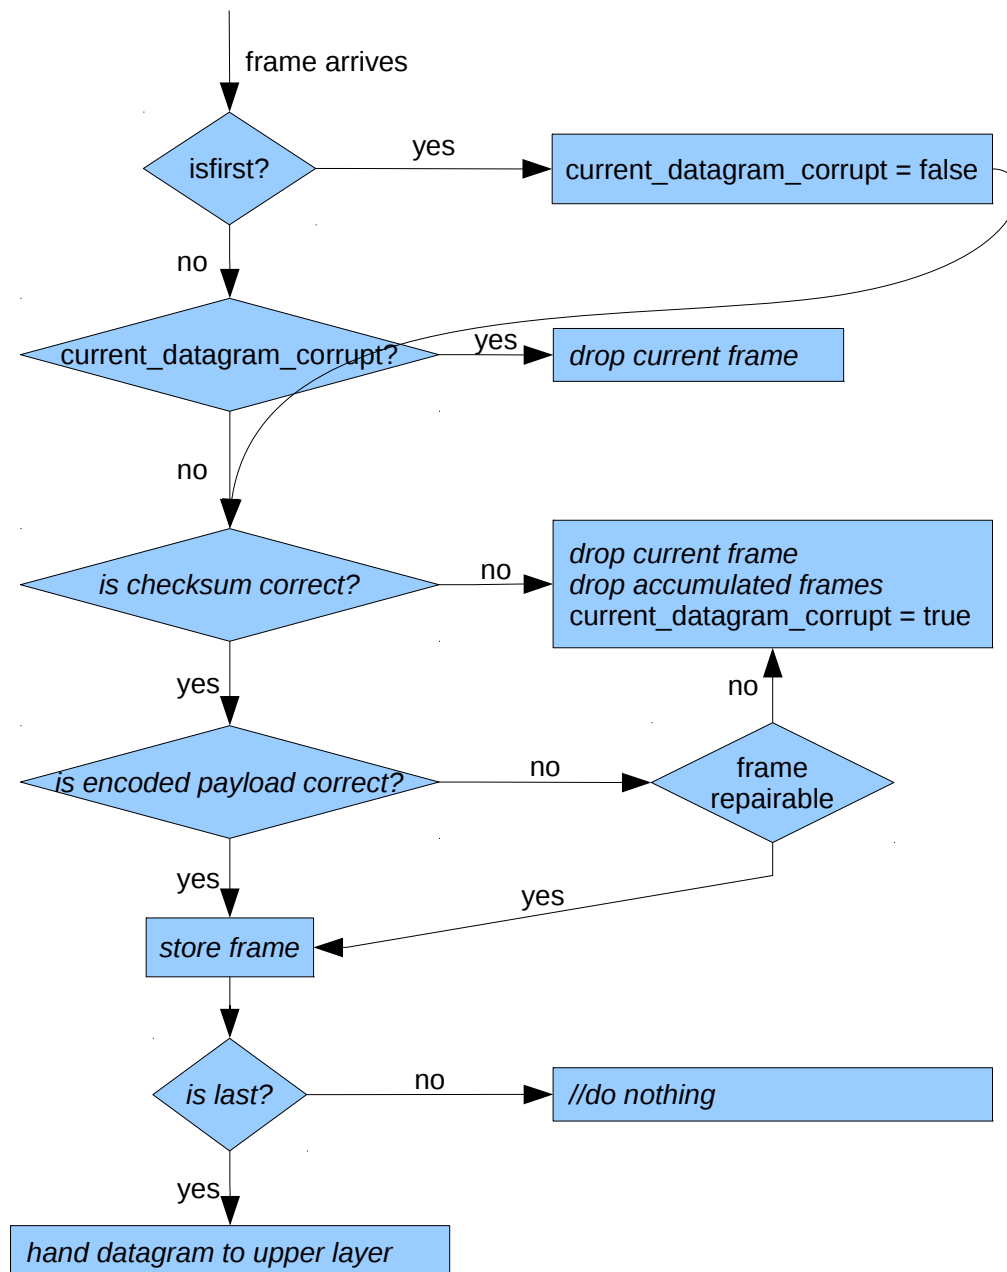 frame arrives
isfirst?
yes
current_datagram_corrupt = false
no
current_datagram_corrupt?
yes
drop current frame
no
is checksum correct?
no
drop current frame
drop accumulated frames
current_datagram_corrupt = true
yes
no
is encoded payload correct?
no
frame
repairable
yes
yes
store frame
is last?
no
//do nothing
yes
hand datagram to upper layer